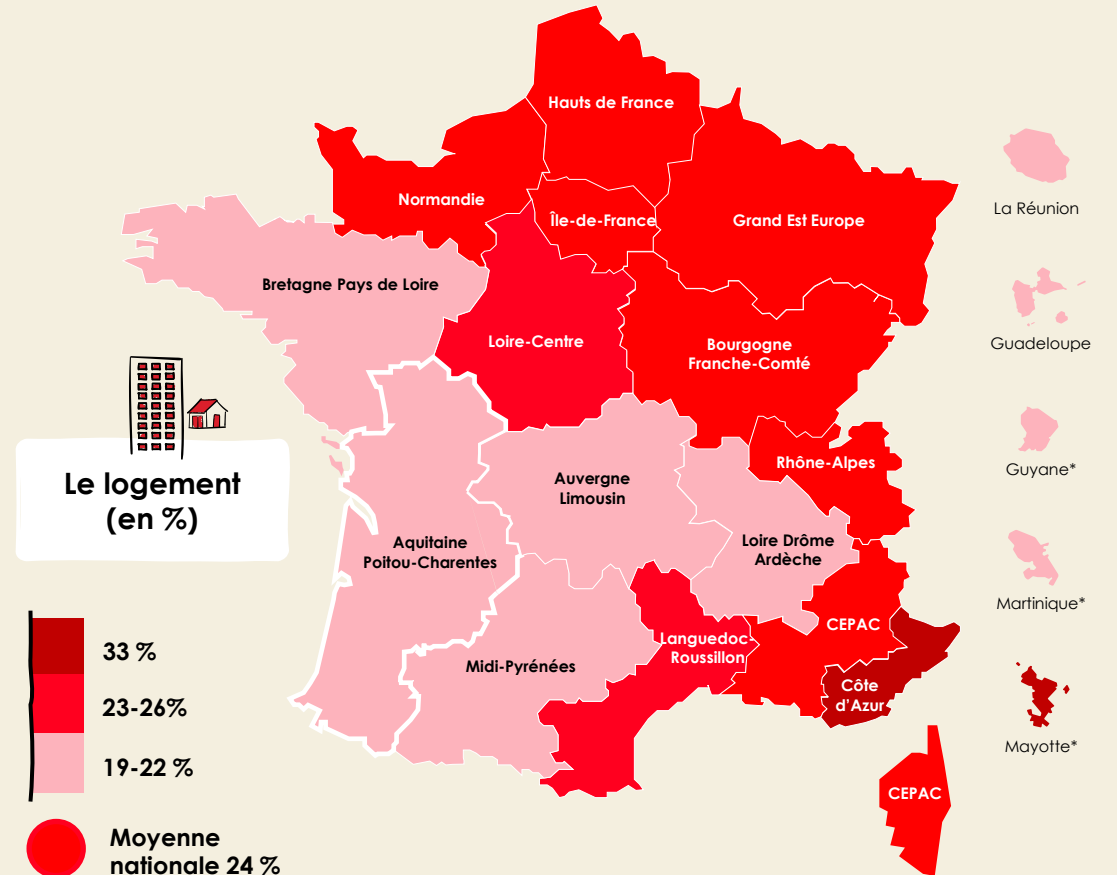 Hauts de France
Normandie
Île-de-France
Grand Est Europe
La Réunion
Bretagne Pays de Loire
Loire-Centre
Bourgogne
Franche-Comté
Guadeloupe
Le logement
(en %)
Auvergne
Limousin
Rhône-Alpes
Guyane*
Aquitaine
Poitou-Charentes
Loire Drôme
Ardèche
Martinique*
CEPAC
Languedoc-
Roussillon
Midi-Pyrénées
Côte
d'Azur
Mayotte*
CEPAC
33 %
23-26%
19-22 %
Moyenne
nationale 24 %